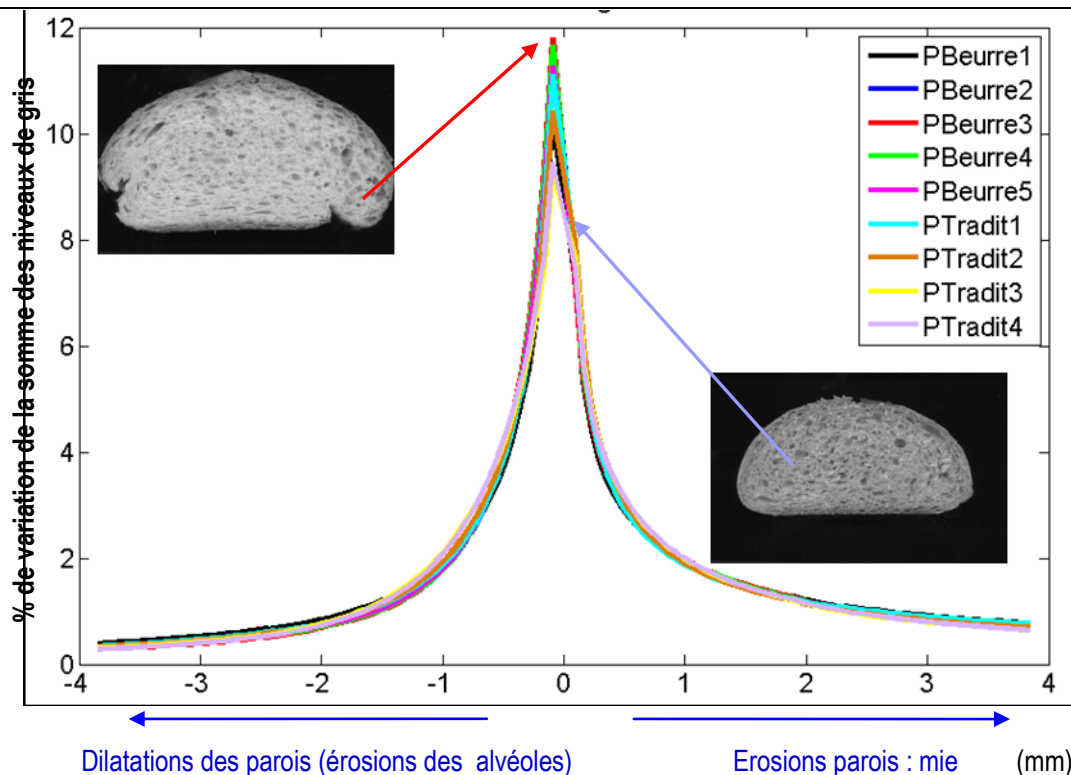 % de variation de la somme des niveaux de gris
12
10
8
6
4
2
0
PBeurre1
PBeurre2
PBeurre3
PBeurre4
PBeurre5
PTradit1
PTradit2
PTradit3
PTradit4
-4 -3 -2 -1 0 1 2 3 4
Dilatations des parois (érosions des alvéoles) Erosions parois : mie (mm)